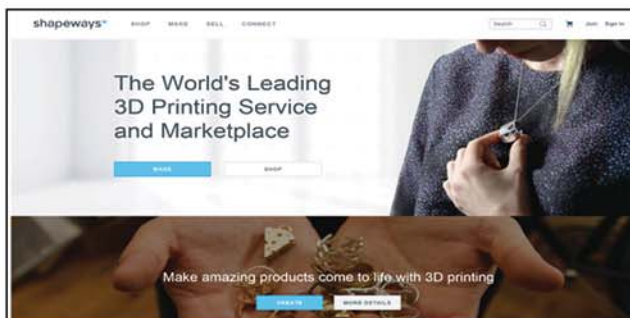 shapeways™ SHOP MAKE SELL CONNECT Search Join Sign In
The World's Leading
3D Printing Service
and Marketplace
MAKE SHOP
Make amazing products come to life with 3D printing
CREATE MORE DETAILS